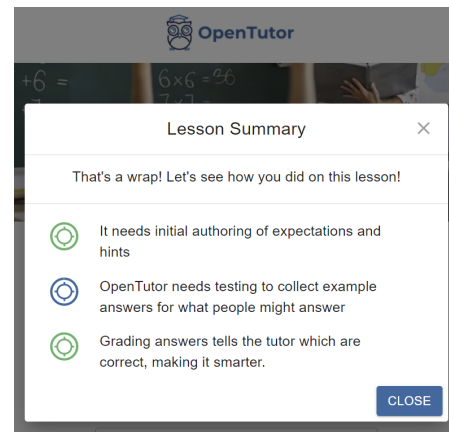 OpenTutor
+6 =
6×6=36
Lesson Summary
That's a wrap! Let's see how you did on this lesson!
It needs initial authoring of expectations and
hints
OpenTutor needs testing to collect example
answers for what people might answer
Grading answers tells the tutor which are
correct, making it smarter.
CLOSE